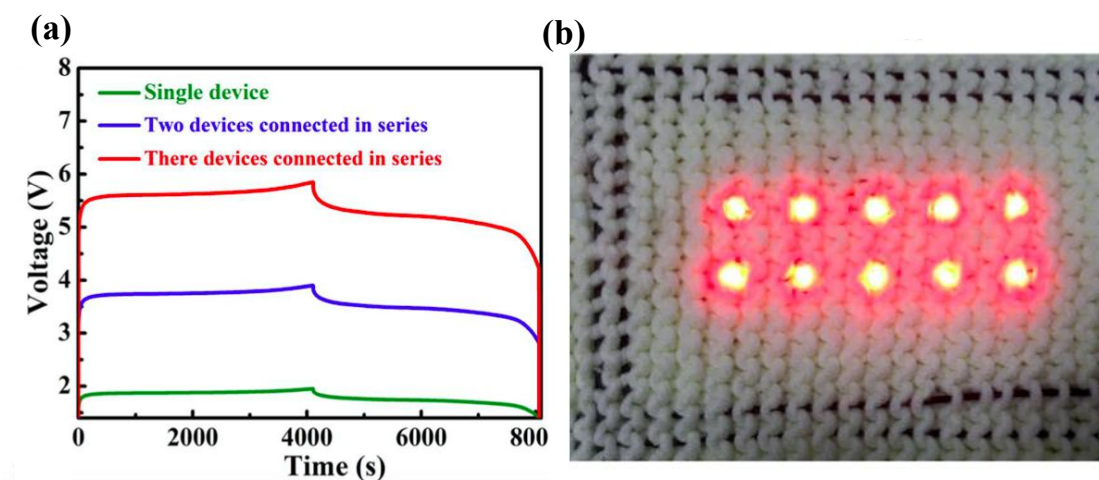 (a)
(b)
8
7
6
5
4
3
2
Voltage (V)
Single device
Two devices connected in series
There devices connected in series
0
2000
4000
6000
800
Time (s)